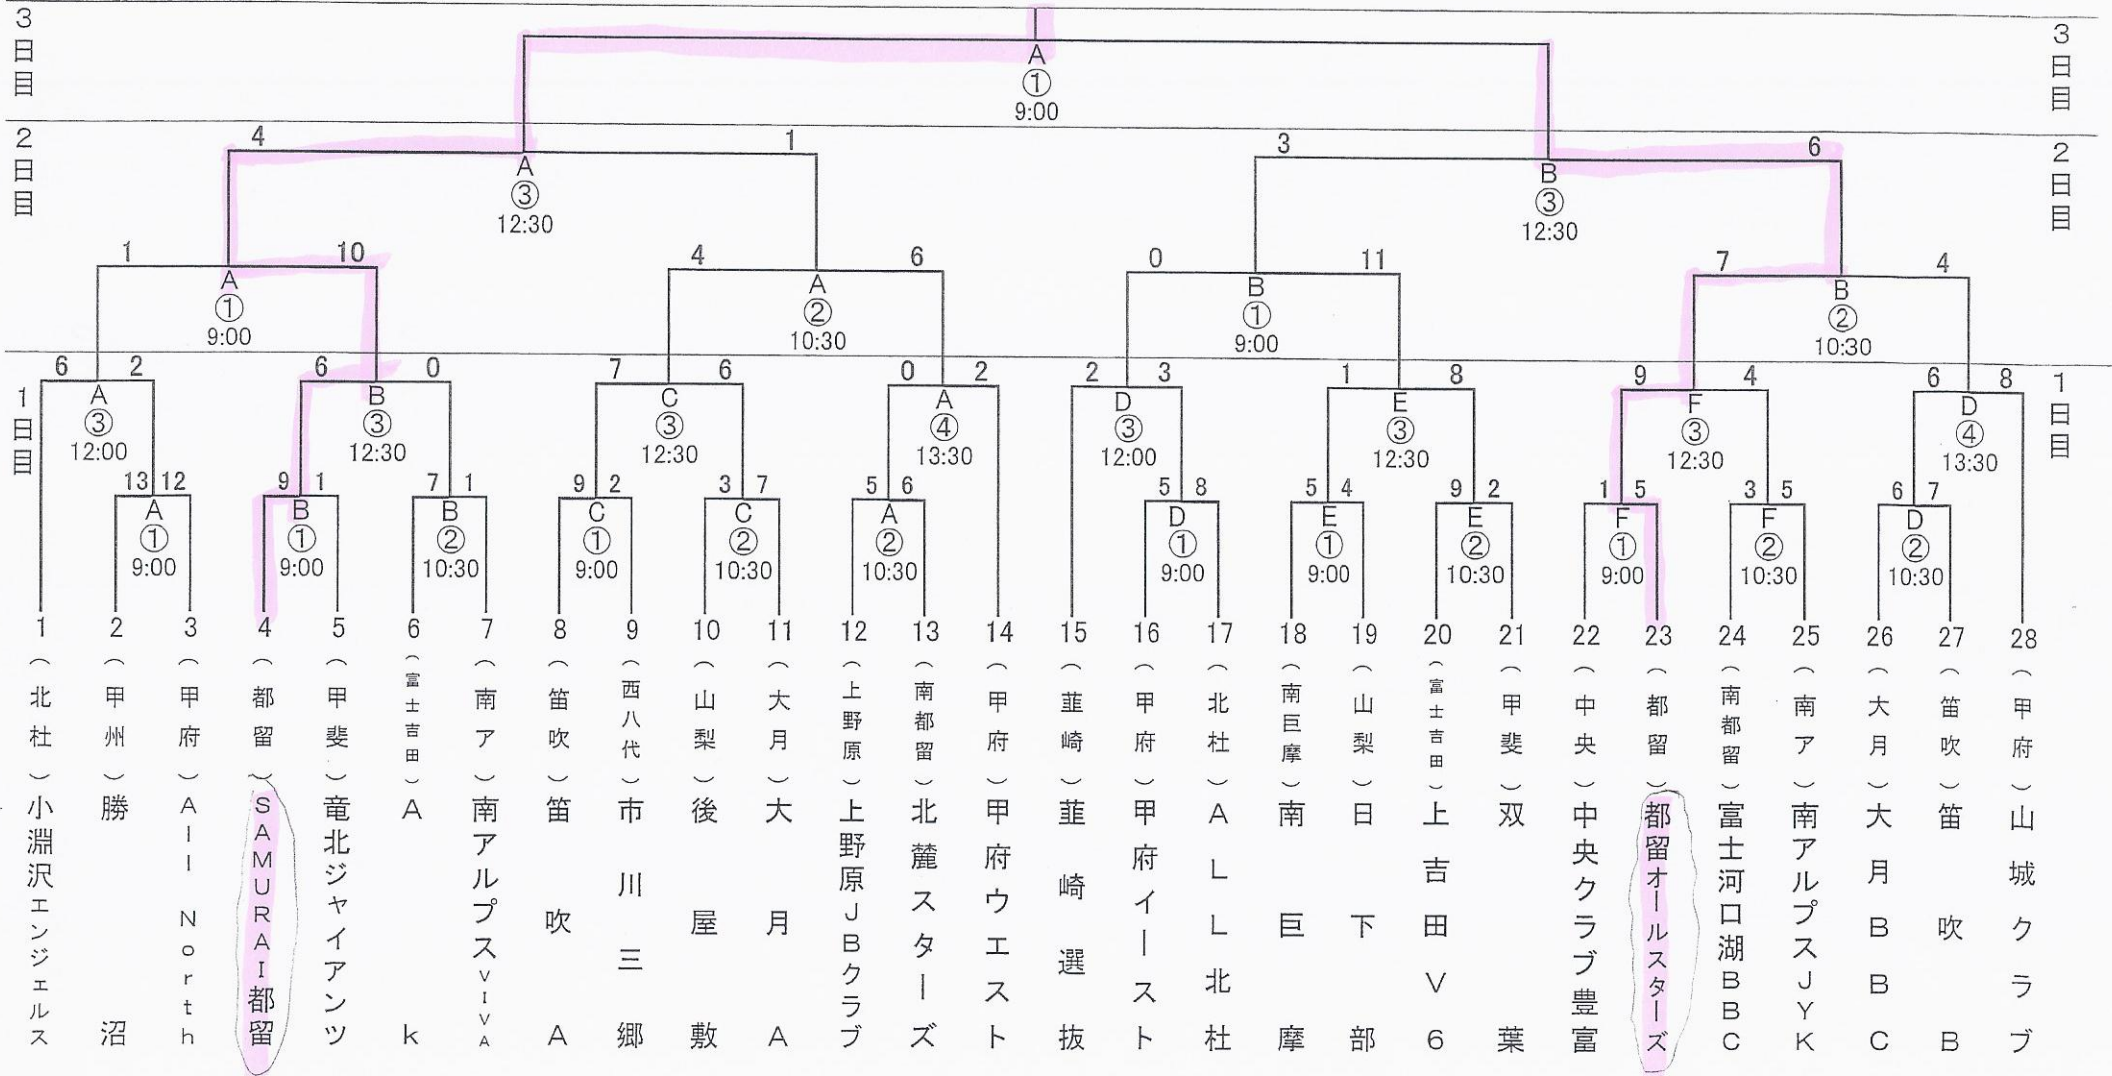 3日目
3日目
A
①
9:00
2日目
2日目
4
1
3
6
A
③
12:30
B
③
12:30
1
10
4
6
0
11
7
4
A
①
9:00
A
②
10:30
B
①
9:00
B
②
10:30
1日目
1日目
6 2
6 0
7 6
0 2
2 3
1 8
9 4
6 8
A
③
12:00
B
③
12:30
C
③
12:30
A
④
13:30
D
③
12:00
E
③
12:30
F
③
12:30
D
④
13:30
13 12
9 1
7 1
9 2
3 7
5 6
5 8
5 4
9 2
1 5
3 5
6 7
A
①
9:00
B
①
9:00
B
②
10:30
C
①
9:00
C
②
10:30
A
②
10:30
D
①
9:00
E
①
9:00
E
②
10:30
F
①
9:00
F
②
10:30
D
②
10:30
1 (北杜) 小淵沢エンジェルス
2 (甲州) 勝沼
3 (甲府) All North
4 (都留) SAMURAI都留
5 (甲斐) 竜北ジャイアンツ
6 (富士吉田) Ak
7 (南ア) 南アルプスVIVA
8 (笛吹) 笛吹A
9 (西八代) 市川三郷
10 (山梨) 後屋敷
11 (大月) 大月A
12 (上野原) 上野原JBクラブ
13 (南都留) 北麓スターズ
14 (甲府) 甲府ウエスト
15 (韮崎) 韮崎選抜
16 (甲府) 甲府イースト
17 (北杜) ALL北杜
18 (南巨摩) 南巨摩
19 (山梨) 日下部
20 (富士吉田) 上吉田V6
21 (甲斐) 双葉
22 (中央) 中央クラブ豊富
23 (都留) 都留オールスターズ
24 (南都留) 富士河口湖BBC
25 (南ア) 南アルプスJYK
26 (大月) 大月BBC
27 (笛吹) 笛吹B
28 (甲府) 山城クラブ